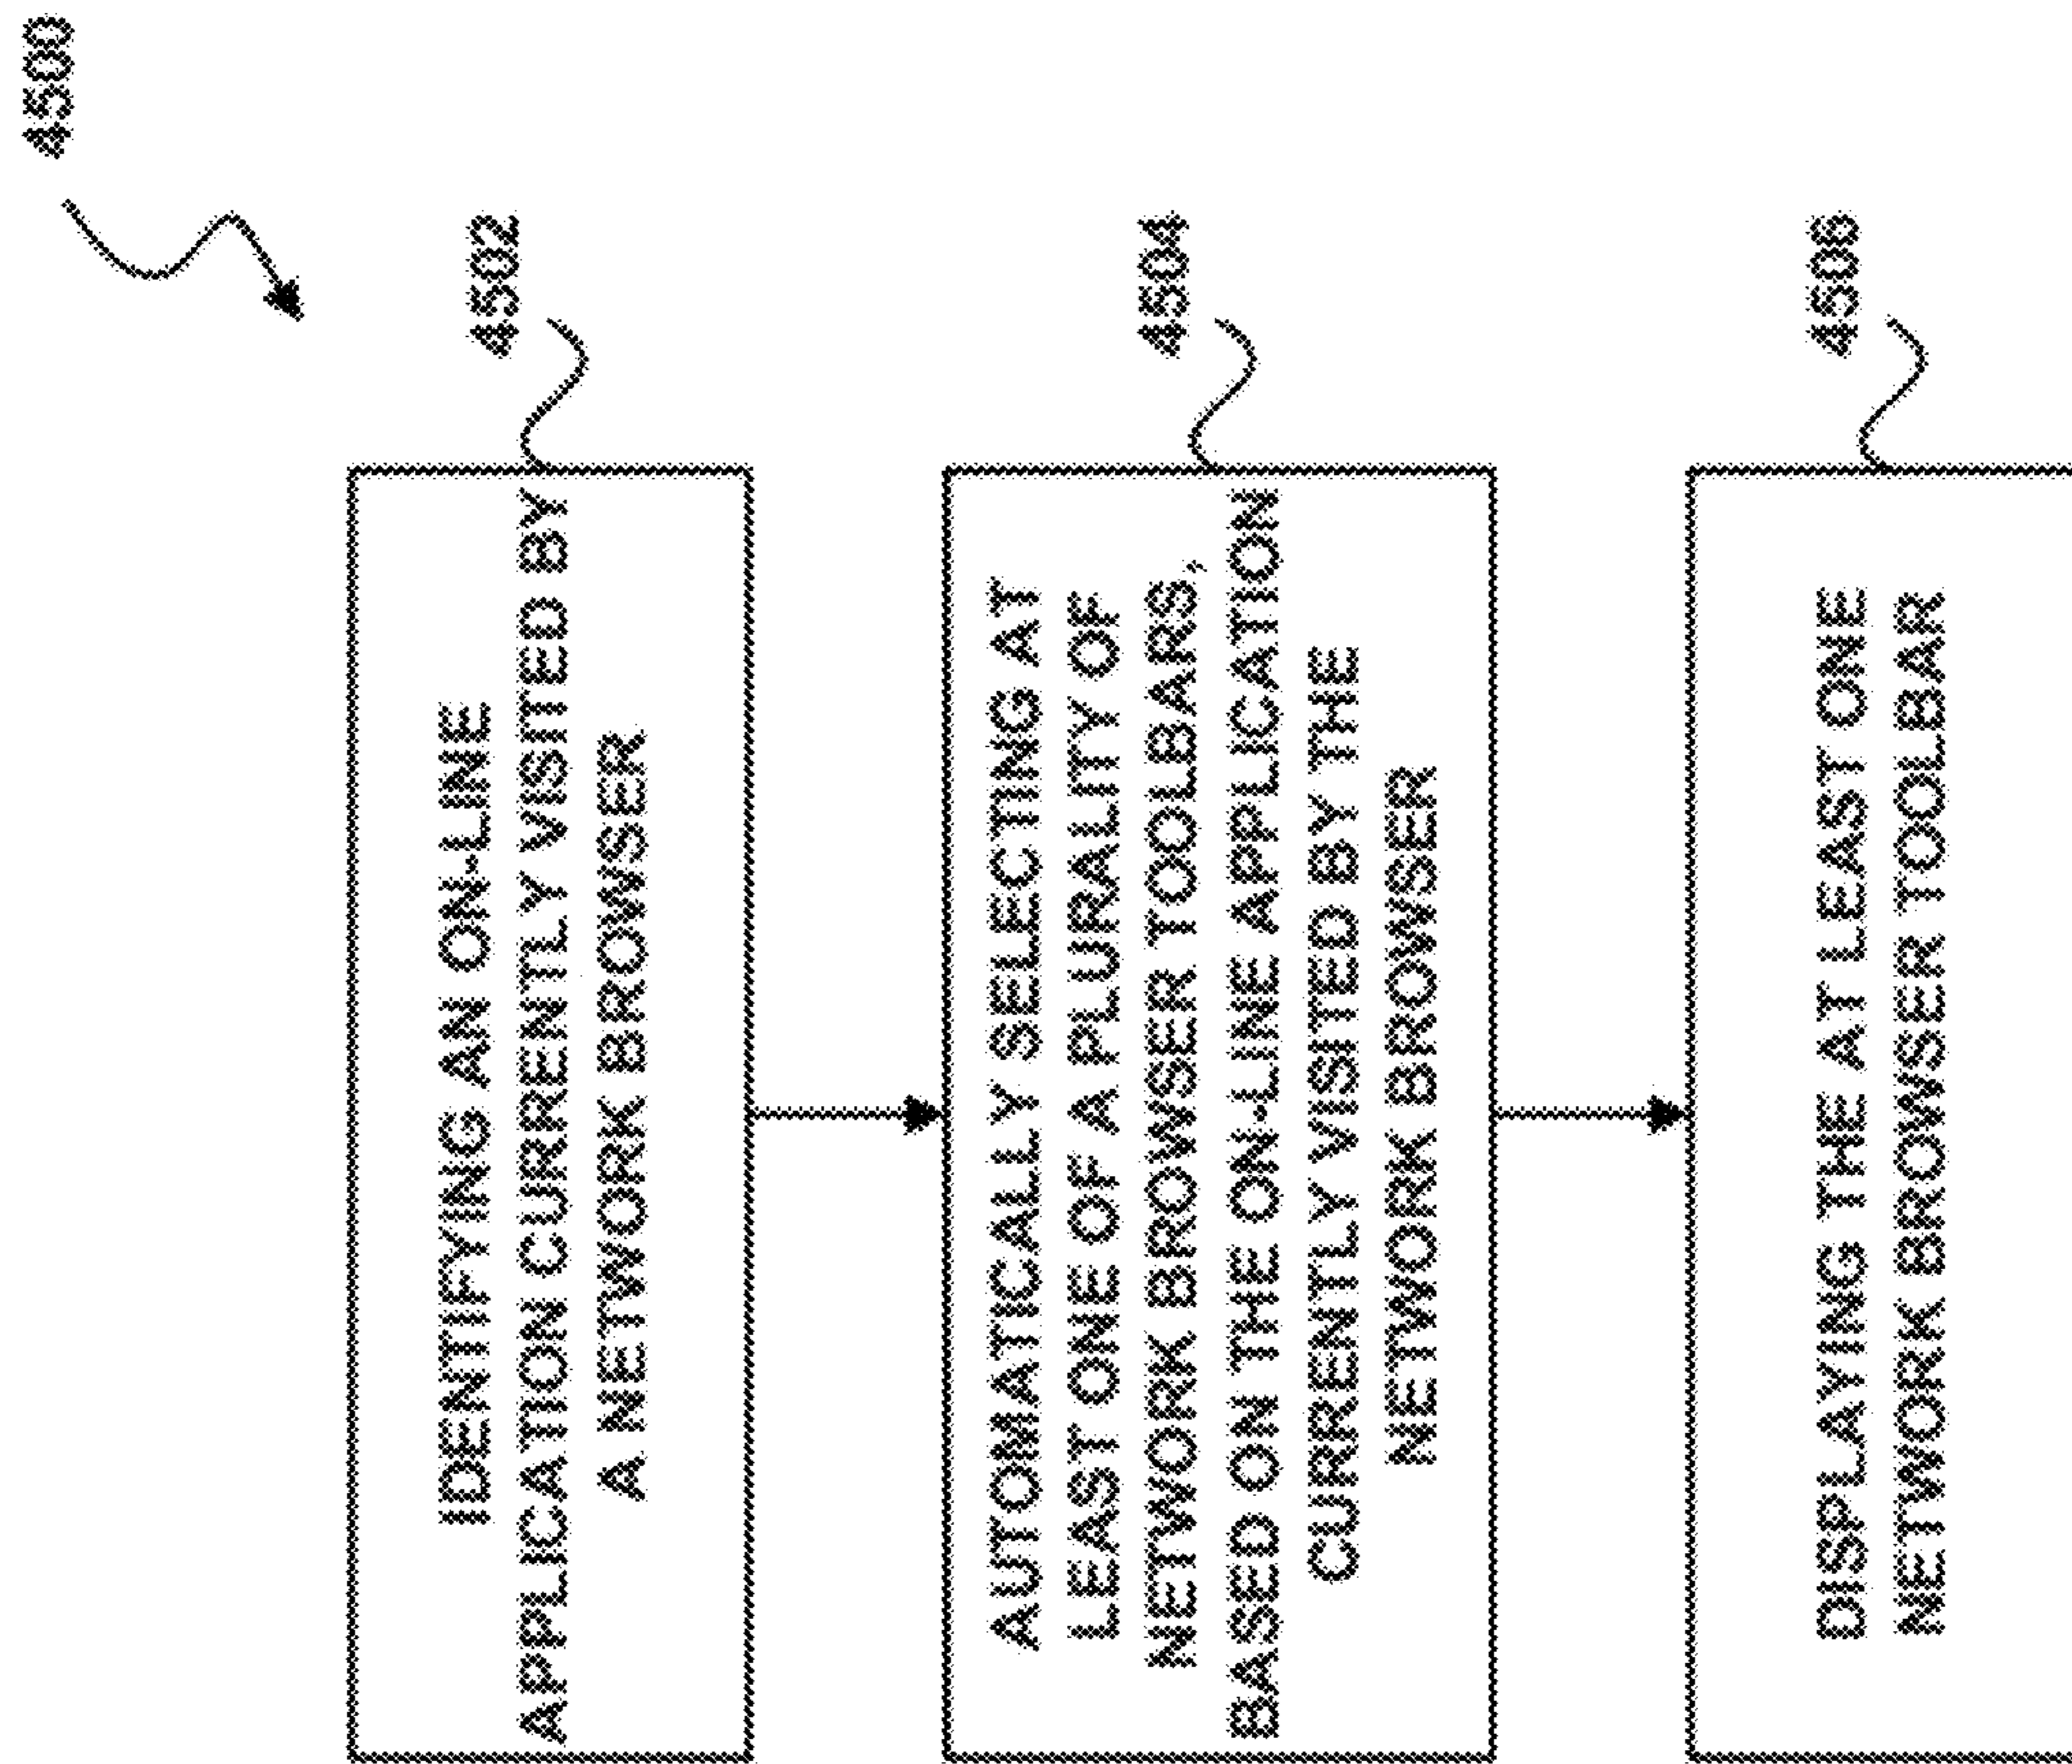 4500
4502
IDENTIFYING AN ON-LINE
APPLICATION CURRENTLY VISITED BY
A NETWORK BROWSER
4504
AUTOMATICALLY SELECTING AT
LEAST ONE OF A PLURALITY OF
NETWORK BROWSER TOOLBARS,
BASED ON THE ON-LINE APPLICATION
CURRENTLY VISITED BY THE
NETWORK BROWSER
4506
DISPLAYING THE AT LEAST ONE
NETWORK BROWSER TOOLBAR